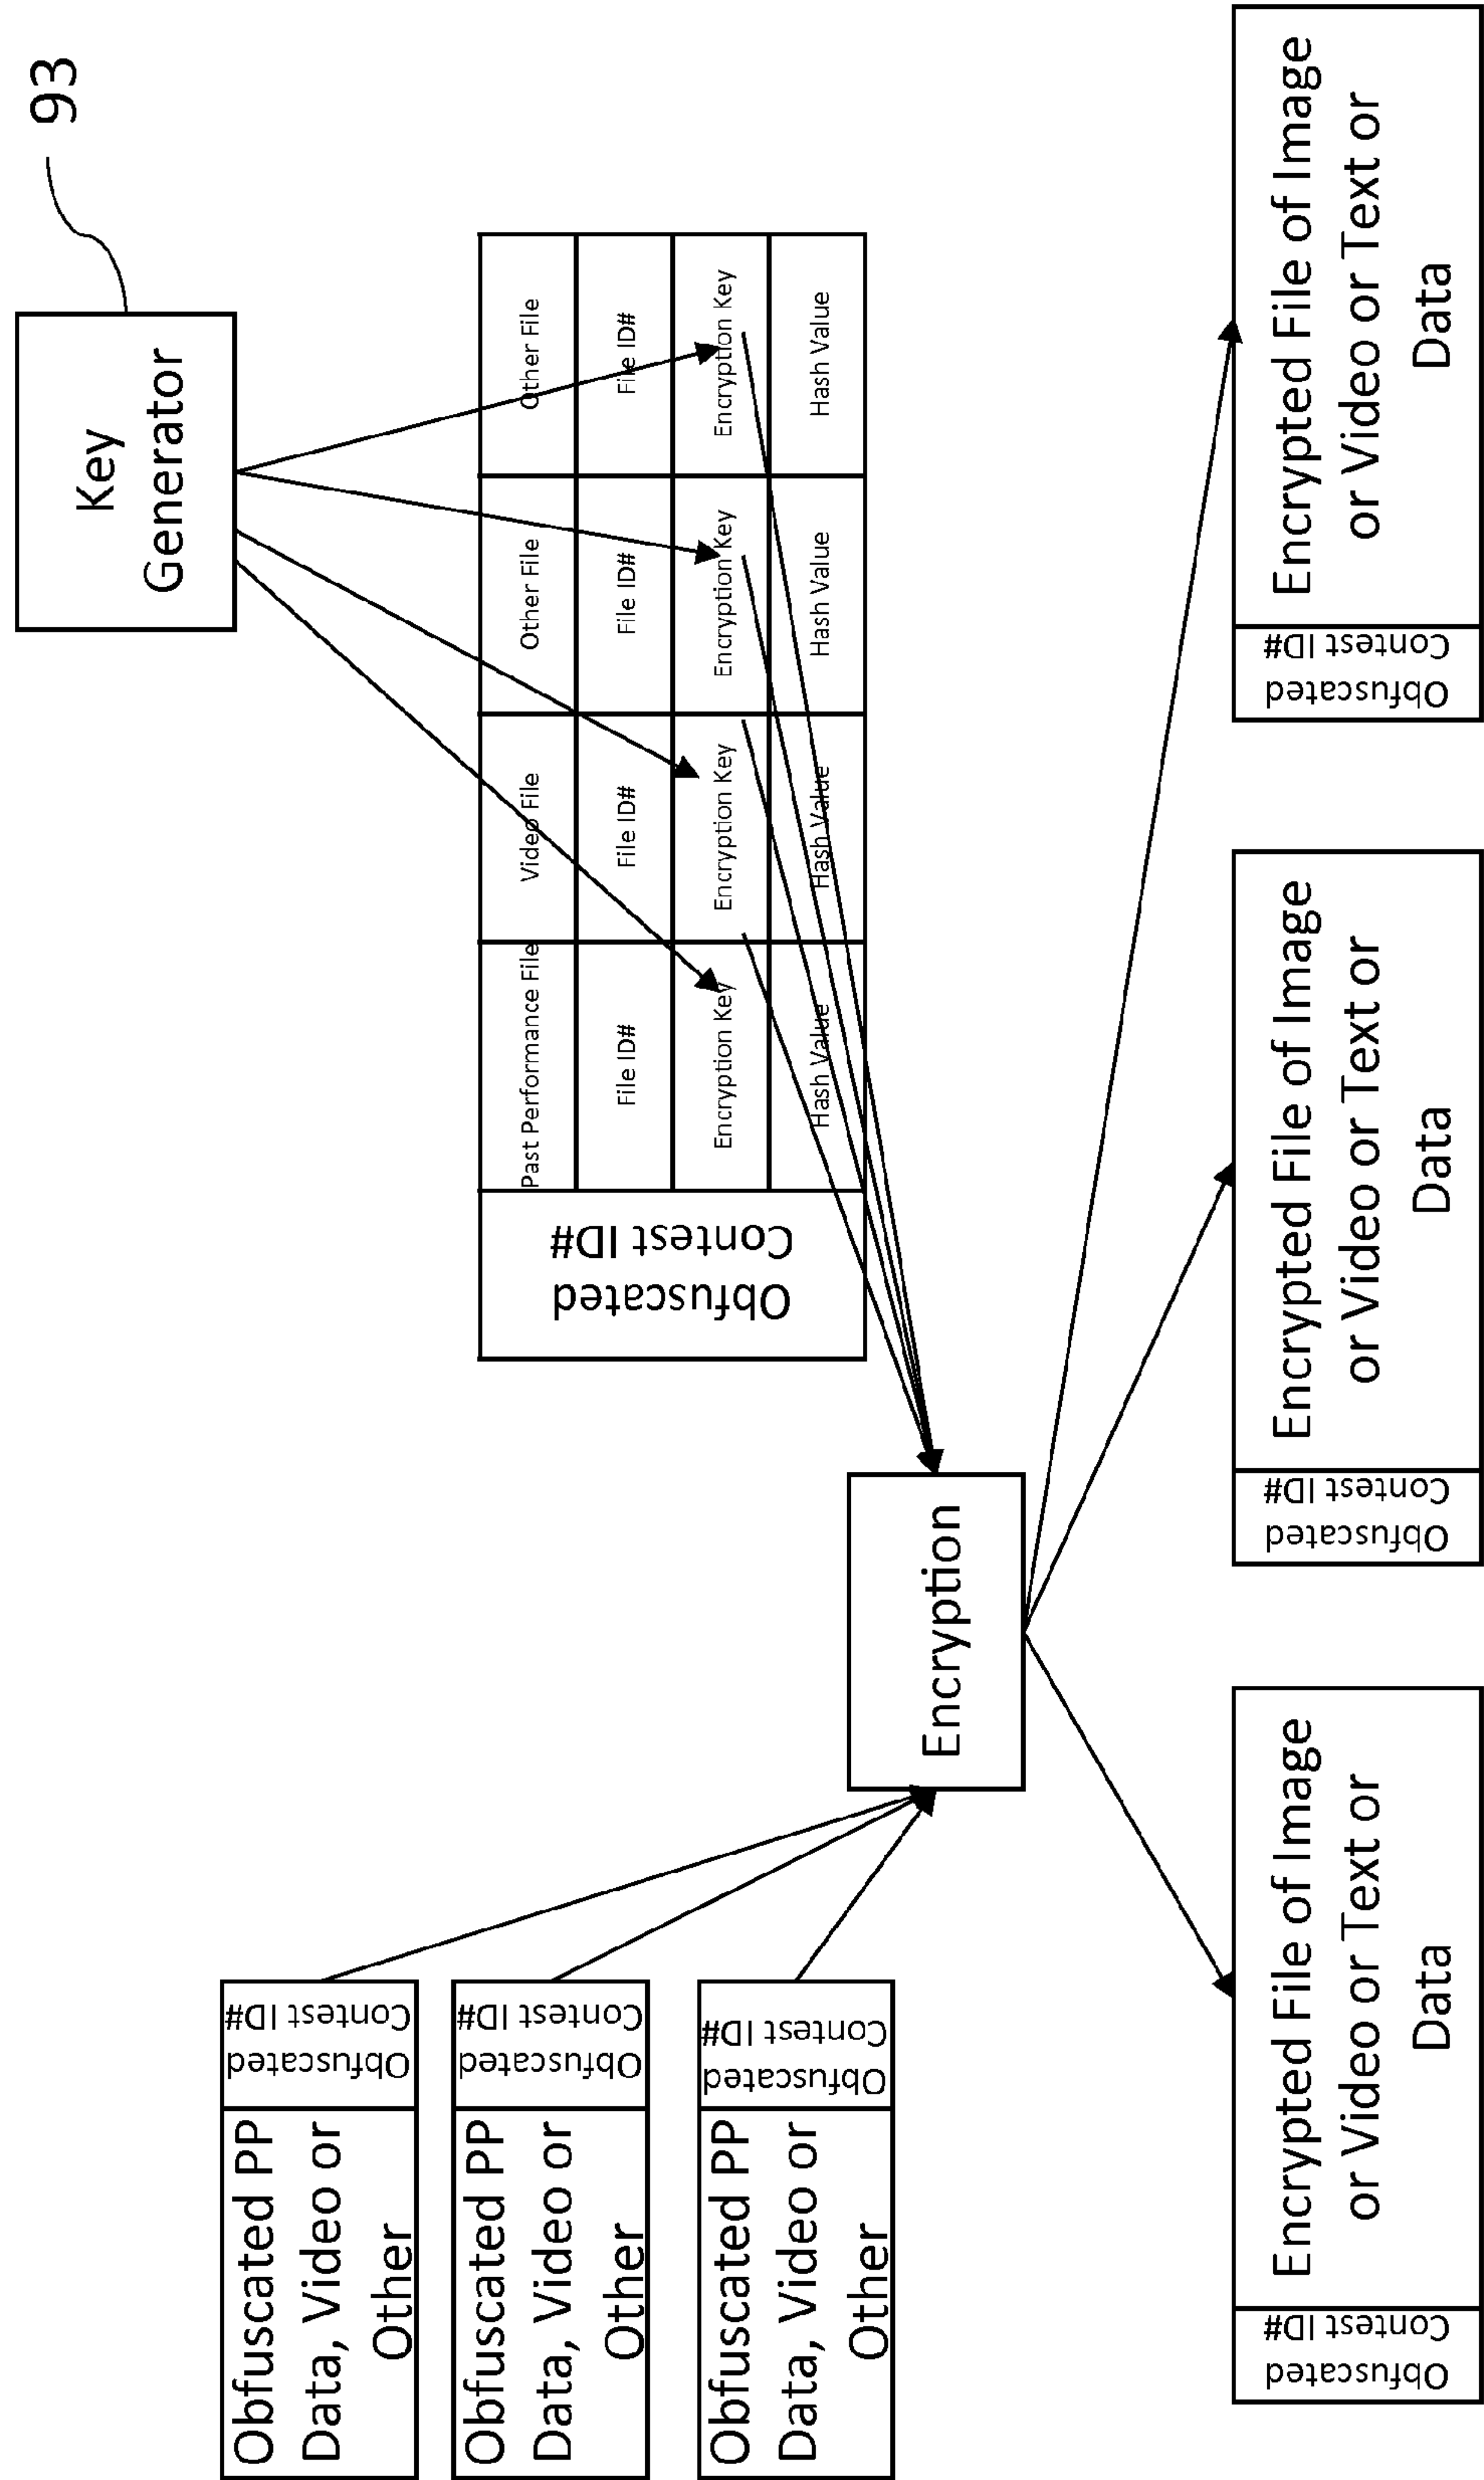 93
Key
Generator
Obfuscated PP
Data, Video or
Other
Obfuscated
Contest ID#
Obfuscated PP
Data, Video or
Other
Obfuscated
Contest ID#
Obfuscated PP
Data, Video or
Other
Obfuscated
Contest ID#
Obfuscated
Contest ID#
Past Performance File Video File Other File Other File
File ID# File ID# File ID# File ID#
Encryption Key Encryption Key Encryption Key Encryption Key
Hash Value Hash Value Hash Value Hash Value
Encryption
Obfuscated
Contest ID#
Encrypted File of Image
or Video or Text or
Data
Obfuscated
Contest ID#
Encrypted File of Image
or Video or Text or
Data
Obfuscated
Contest ID#
Encrypted File of Image
or Video or Text or
Data